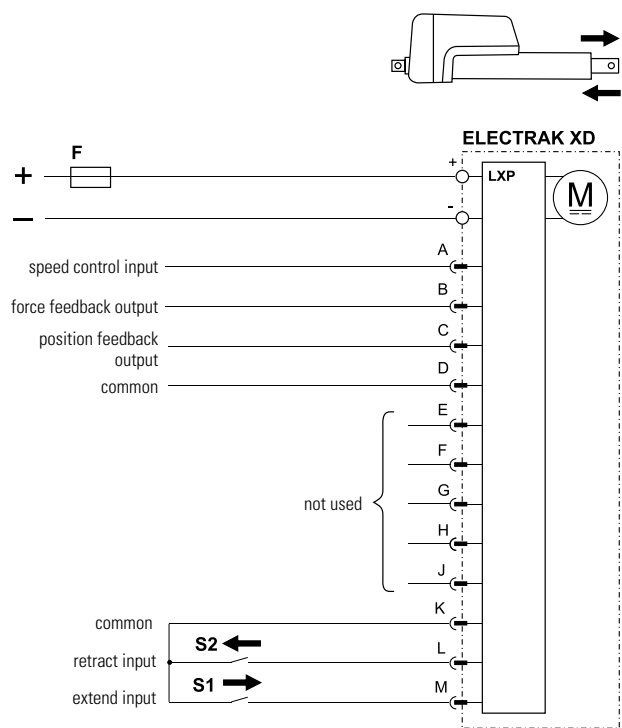 ELECTRAK XD
F
+
+
LXP
M
–
-
A
speed control input
B
force feedback output
C
position feedback
output
D
common
E
F
G
not used
H
J
K
common
S2
L
retract input
S1
M
extend input